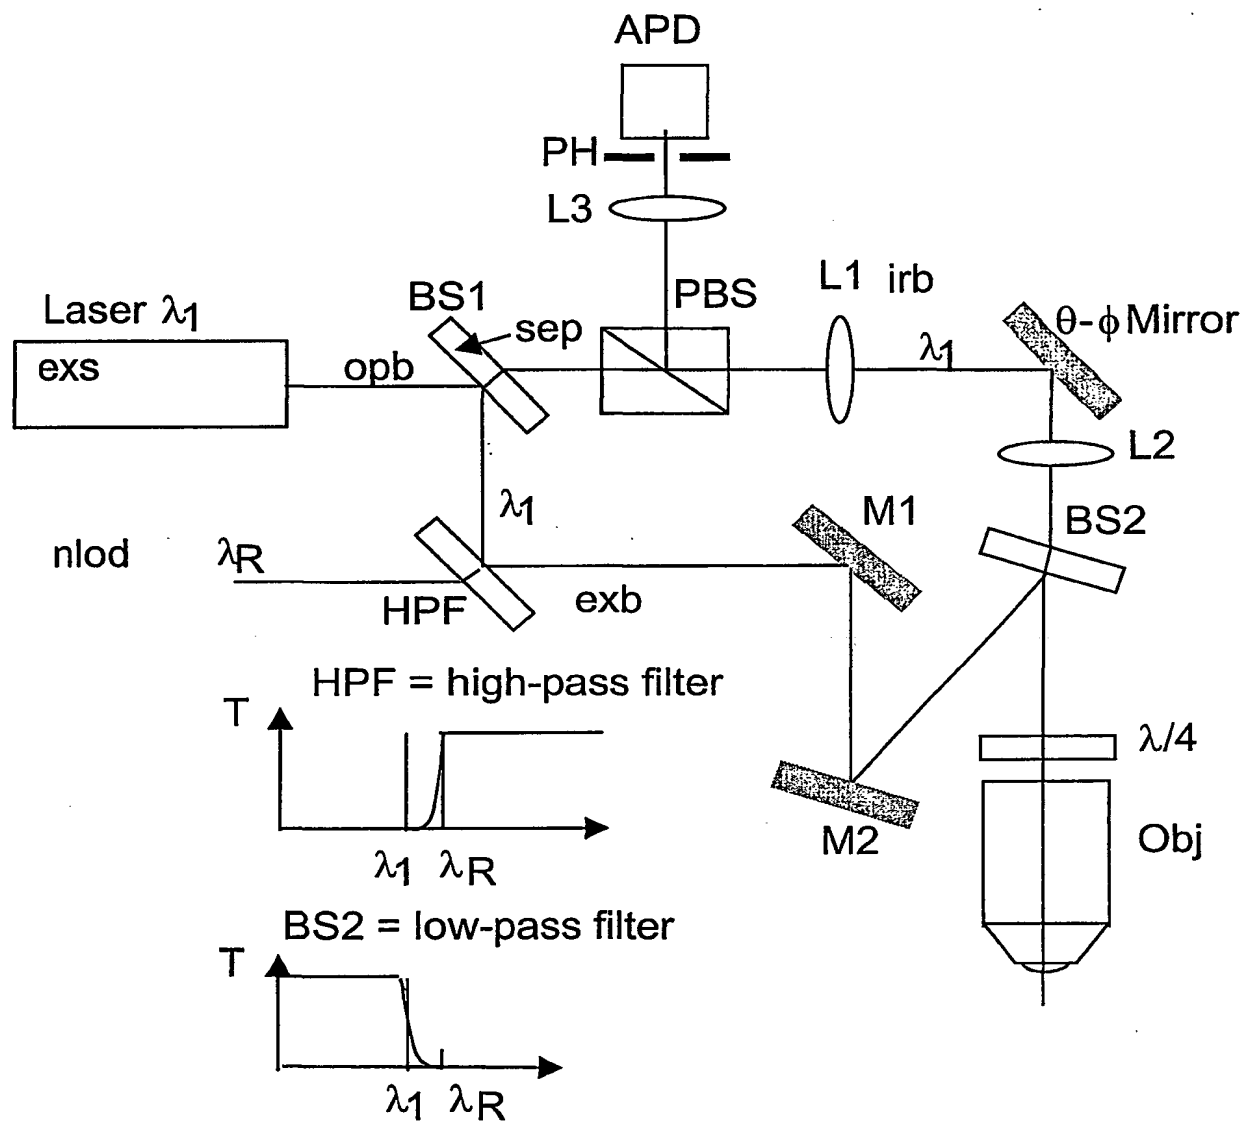 APD
PH
L3
BS1
PBS
L1 irb
Laser λ1
sep
θ-ϕ Mirror
exs
opb
λ1
L2
λ1
M1
BS2
nlod
λR
HPF
exb
HPF = high-pass filter
T
λ/4
M2
Obj
λ1 λR
BS2 = low-pass filter
T
λ1 λR